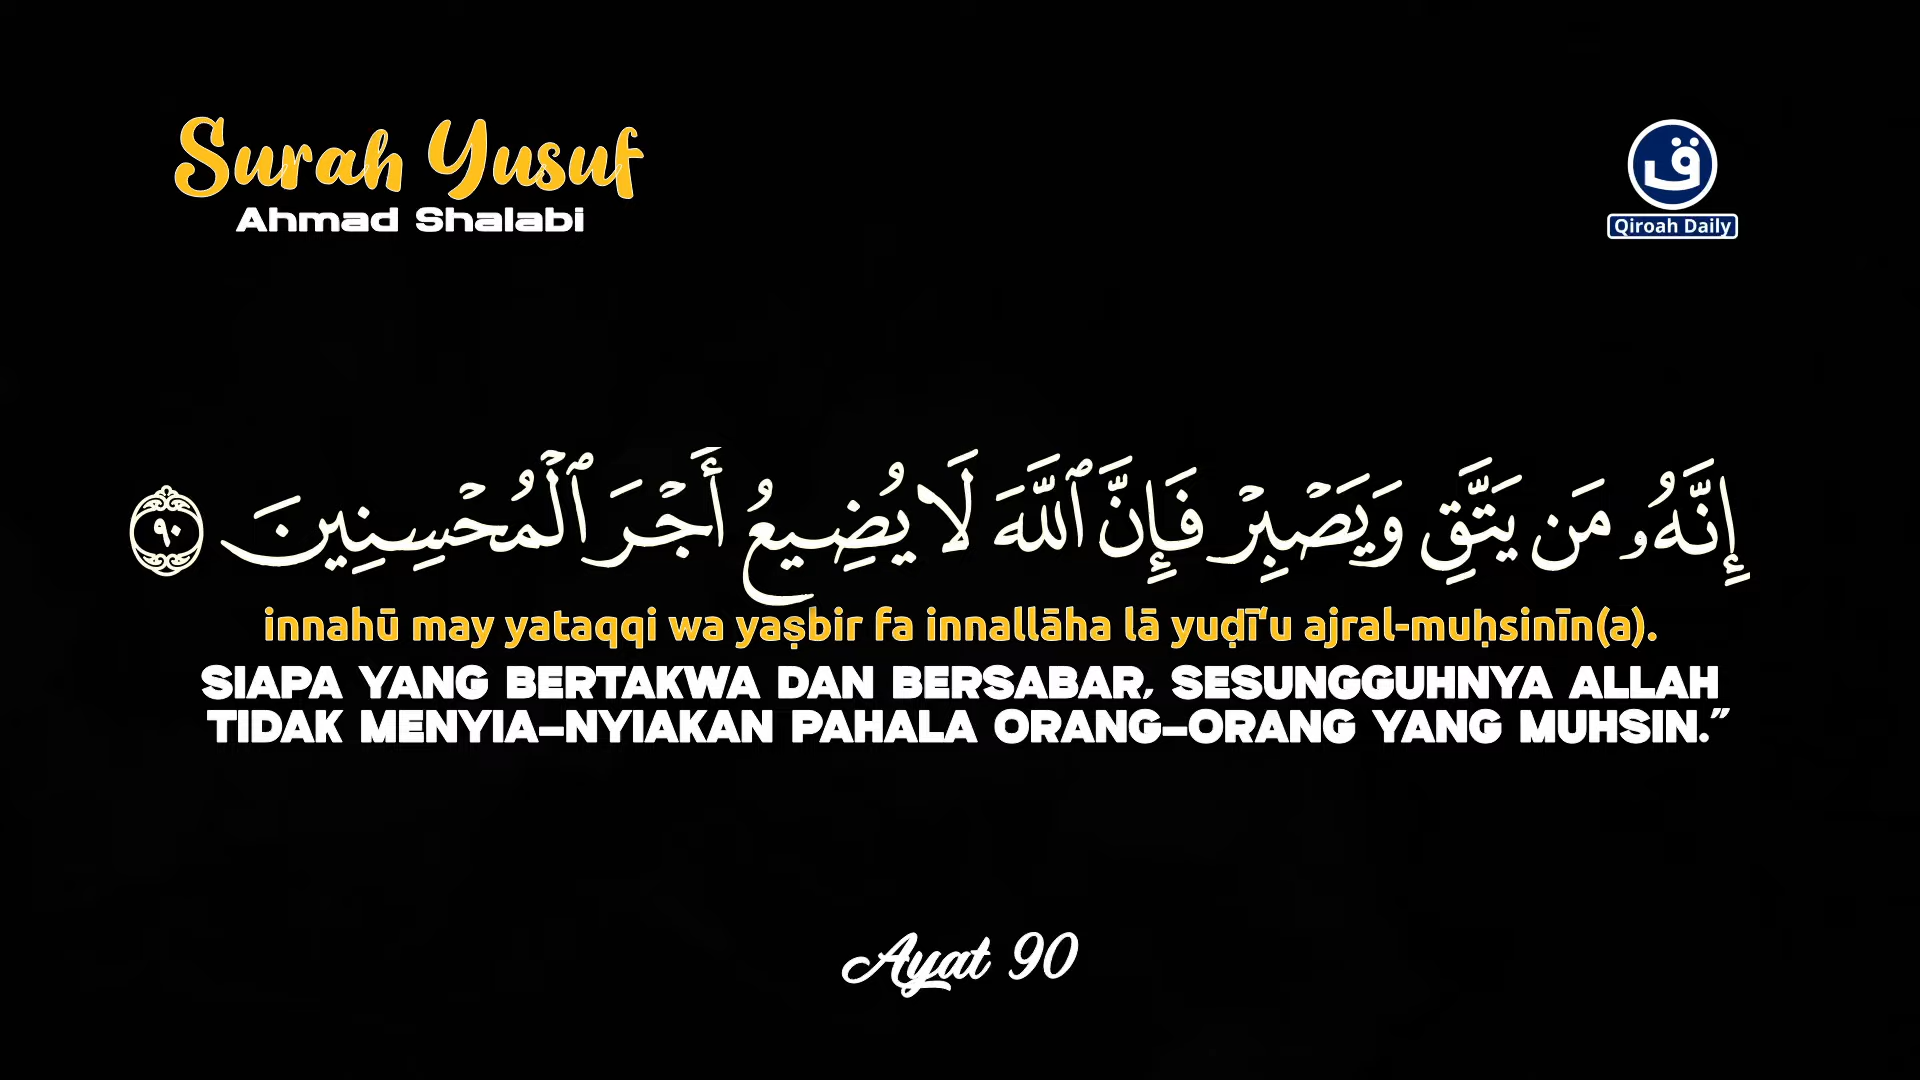 Surah Yusuf
Ahmad Shalabi
ق
Qiroah Daily
إِنَّهُۥ مَن يَتَّقِ وَيَصْبِرْ فَإِنَّ ٱللَّهَ لَا يُضِيعُ أَجْرَ ٱلْمُحْسِنِينَ ٩٠
innahū may yataqqi wa yaṣbir fa innallāha lā yuḍī‘u ajral-muḥsinīn(a).
SIAPA YANG BERTAKWA DAN BERSABAR, SESUNGGUHNYA ALLAH
TIDAK MENYIA-NYIAKAN PAHALA ORANG-ORANG YANG MUHSIN.”
Ayat 90